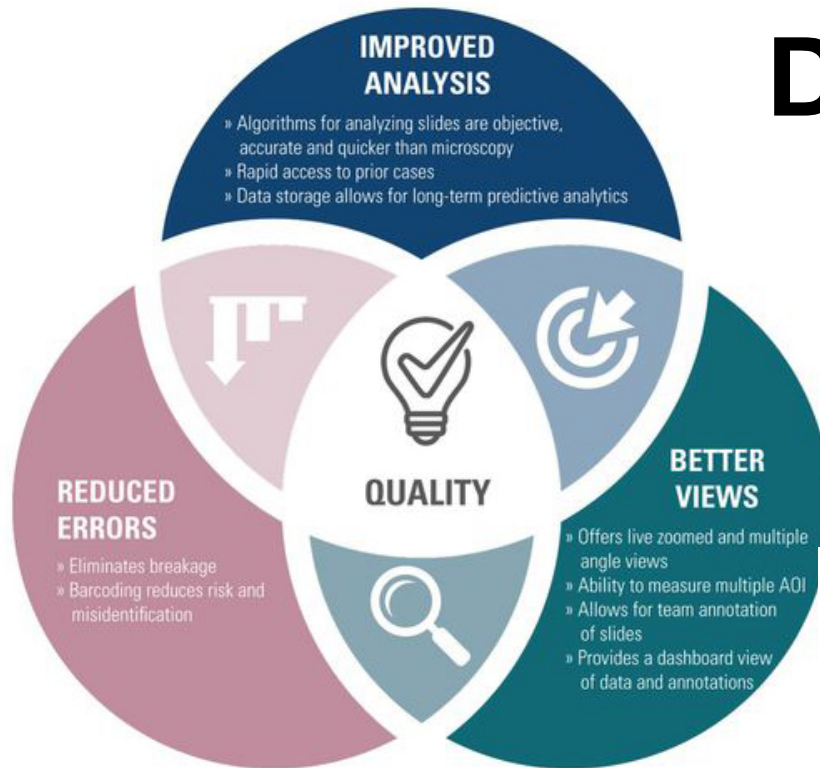 IMPROVED
ANALYSIS
» Algorithms for analyzing slides are objective,
accurate and quicker than microscopy
» Rapid access to prior cases
» Data storage allows for long-term predictive analytics
D
QUALITY
REDUCED
ERRORS
» Eliminates breakage
» Barcoding reduces risk and
misidentification
BETTER
VIEWS
» Offers live zoomed and multiple
angle views
» Ability to measure multiple AOI
» Allows for team annotation
of slides
» Provides a dashboard view
of data and annotations